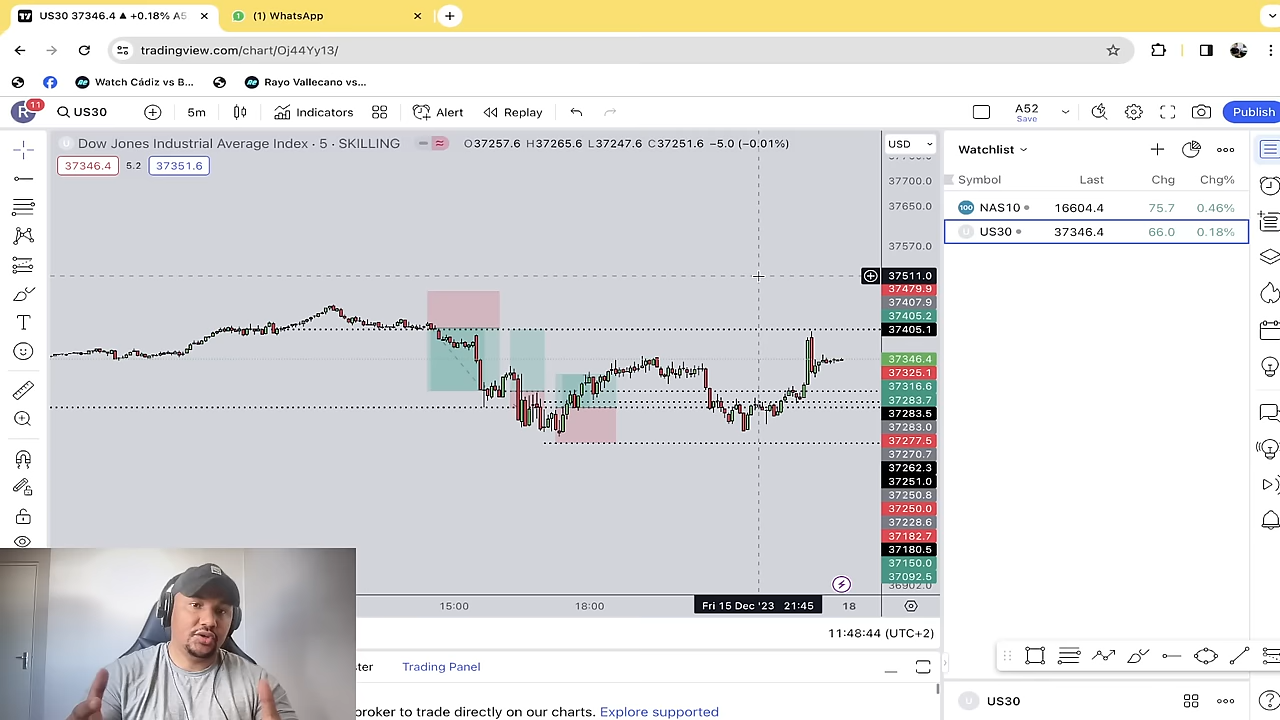 US30 37346.4 ▲ +0.18% A5
(1) WhatsApp
tradingview.com/chart/Oj44Yy13/
Watch Cádiz vs B...
Rayo Vallecano vs...
R 11
US30
5m
Indicators
Alert
Replay
A52
Save
Publish
Dow Jones Industrial Average Index · 5 · SKILLING
O37257.6 H37265.3 L37247.6 C37251.6 −5.0 (−0.01%)
USD
37346.4 5.2 37351.6
37700.0
37650.0
37570.0
37511.0
37479.9
37407.9
37405.2
37405.1
37346.4
37325.1
37316.6
37283.7
37283.5
37283.0
37277.5
37270.7
37262.3
37251.0
37250.8
37250.0
37228.6
37182.7
37180.5
37150.0
37092.5
36902.0
15:00
18:00
Fri 15 Dec '23 21:45
18
11:48:44 (UTC+2)
Watchlist
Symbol Last Chg Chg%
100 NAS10 16604.4 75.7 0.46%
U US30 37346.4 66.0 0.18%
ster
Trading Panel
broker to trade directly on our charts. Explore supported
U US30